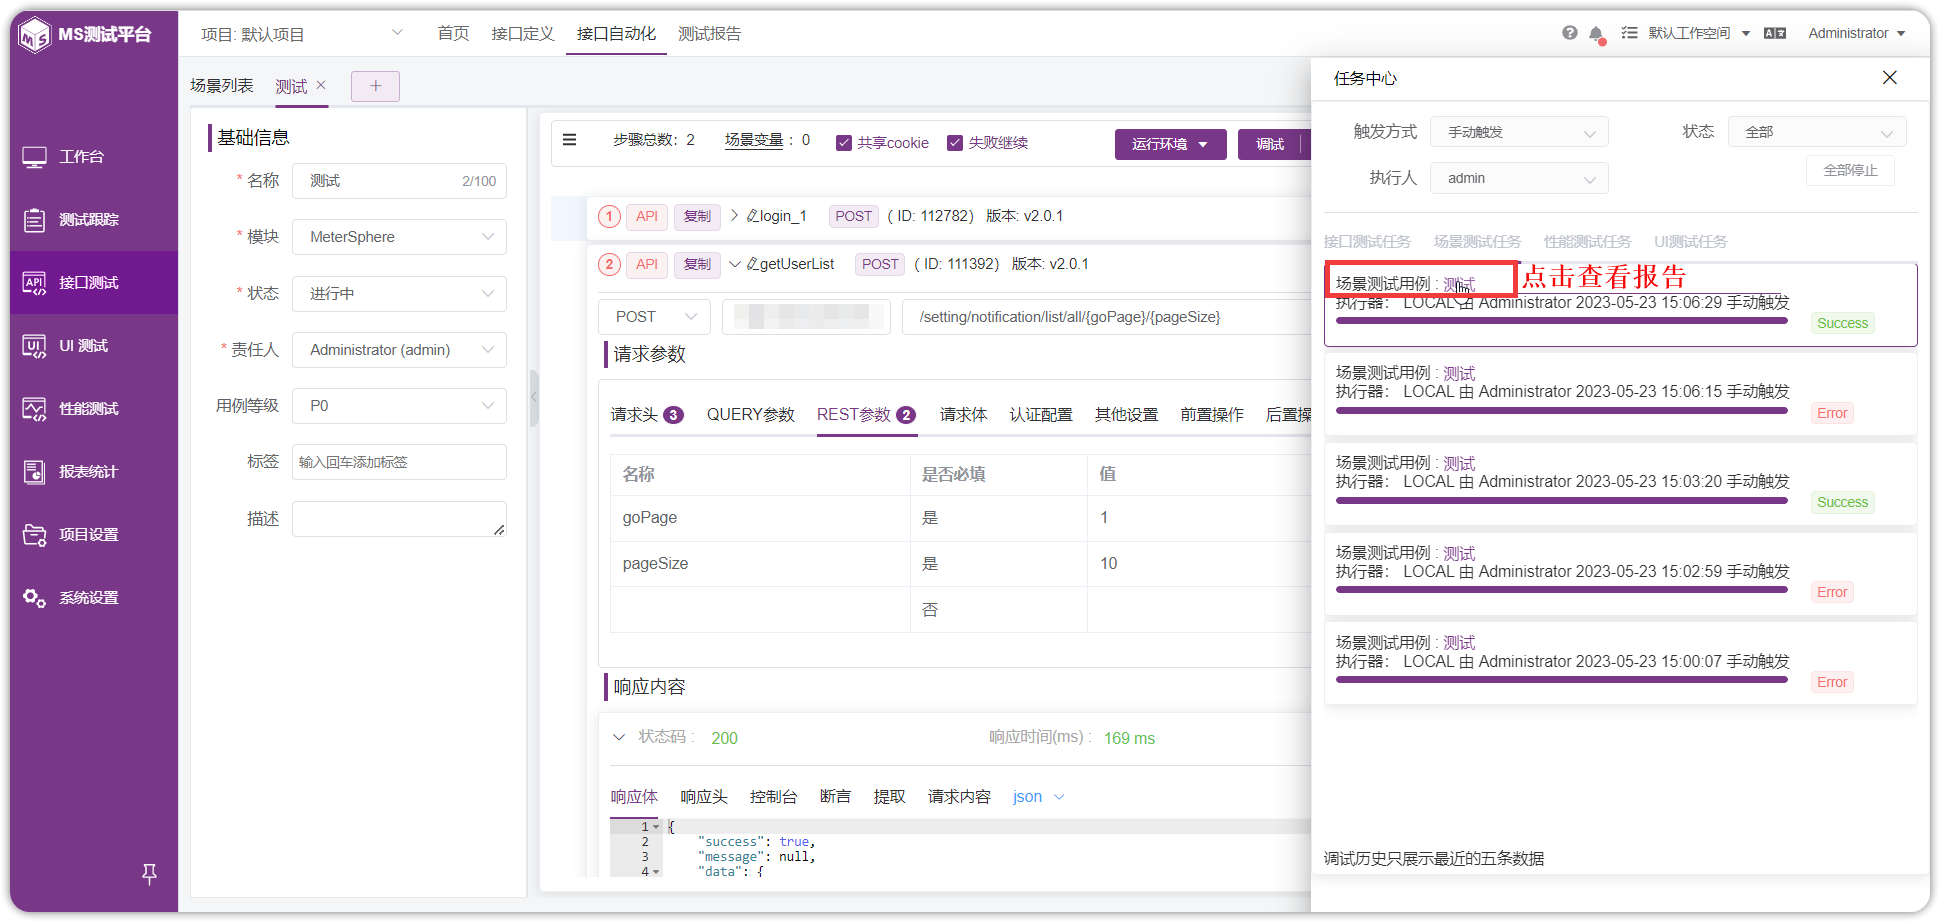 MS测试平台
项目: 默认项目
首页 接口定义 接口自动化 测试报告
默认工作空间
Administrator
工作台
测试跟踪
接口测试
UI 测试
性能测试
报表统计
项目设置
系统设置
场景列表 测试
基础信息
* 名称 测试 2/100
* 模块 MeterSphere
* 状态 进行中
* 责任人 Administrator (admin)
用例等级 P0
标签 输入回车添加标签
描述
步骤总数: 2 场景变量 : 0 共享cookie 失败继续 运行环境 调试
1 API 复制 login_1 POST ( ID: 112782) 版本: v2.0.1
2 API 复制 getUserList POST ( ID: 111392) 版本: v2.0.1
POST /setting/notification/list/all/{goPage}/{pageSize}
请求参数
请求头 3 QUERY参数 REST参数 2 请求体 认证配置 其他设置 前置操作 后置操
名称 是否必填 值
goPage 是 1
pageSize 是 10
否
响应内容
状态码 : 200 响应时间(ms) : 169 ms
响应体 响应头 控制台 断言 提取 请求内容 json
1 {
2 "success": true,
3 "message": null,
4 "data": {
任务中心
触发方式 手动触发 状态 全部
执行人 admin 全部停止
接口测试任务 场景测试任务 性能测试任务 UI测试任务
场景测试用例 : 测试 点击查看报告
执行器: LOCAL 由 Administrator 2023-05-23 15:06:29 手动触发
Success
场景测试用例 : 测试
执行器: LOCAL 由 Administrator 2023-05-23 15:06:15 手动触发
Error
场景测试用例 : 测试
执行器: LOCAL 由 Administrator 2023-05-23 15:03:20 手动触发
Success
场景测试用例 : 测试
执行器: LOCAL 由 Administrator 2023-05-23 15:02:59 手动触发
Error
场景测试用例 : 测试
执行器: LOCAL 由 Administrator 2023-05-23 15:00:07 手动触发
Error
调试历史只展示最近的五条数据